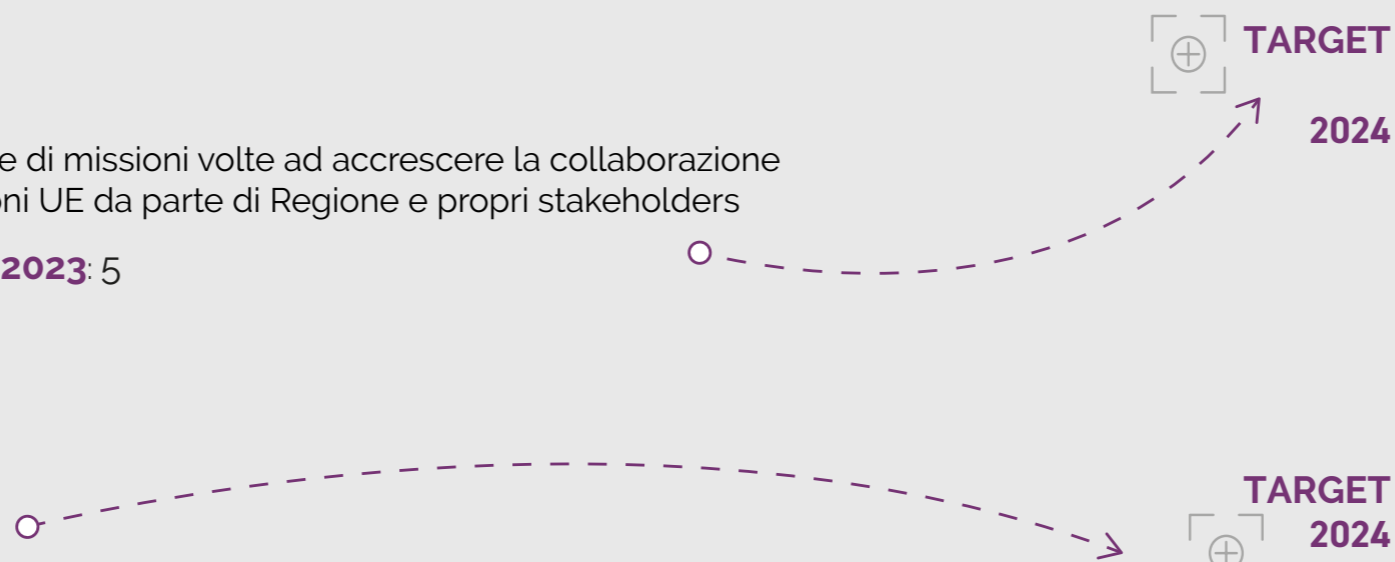 TARGET
2024
e di missioni volte ad accrescere la collaborazione
oni UE da parte di Regione e propri stakeholders
2023: 5
TARGET
2024